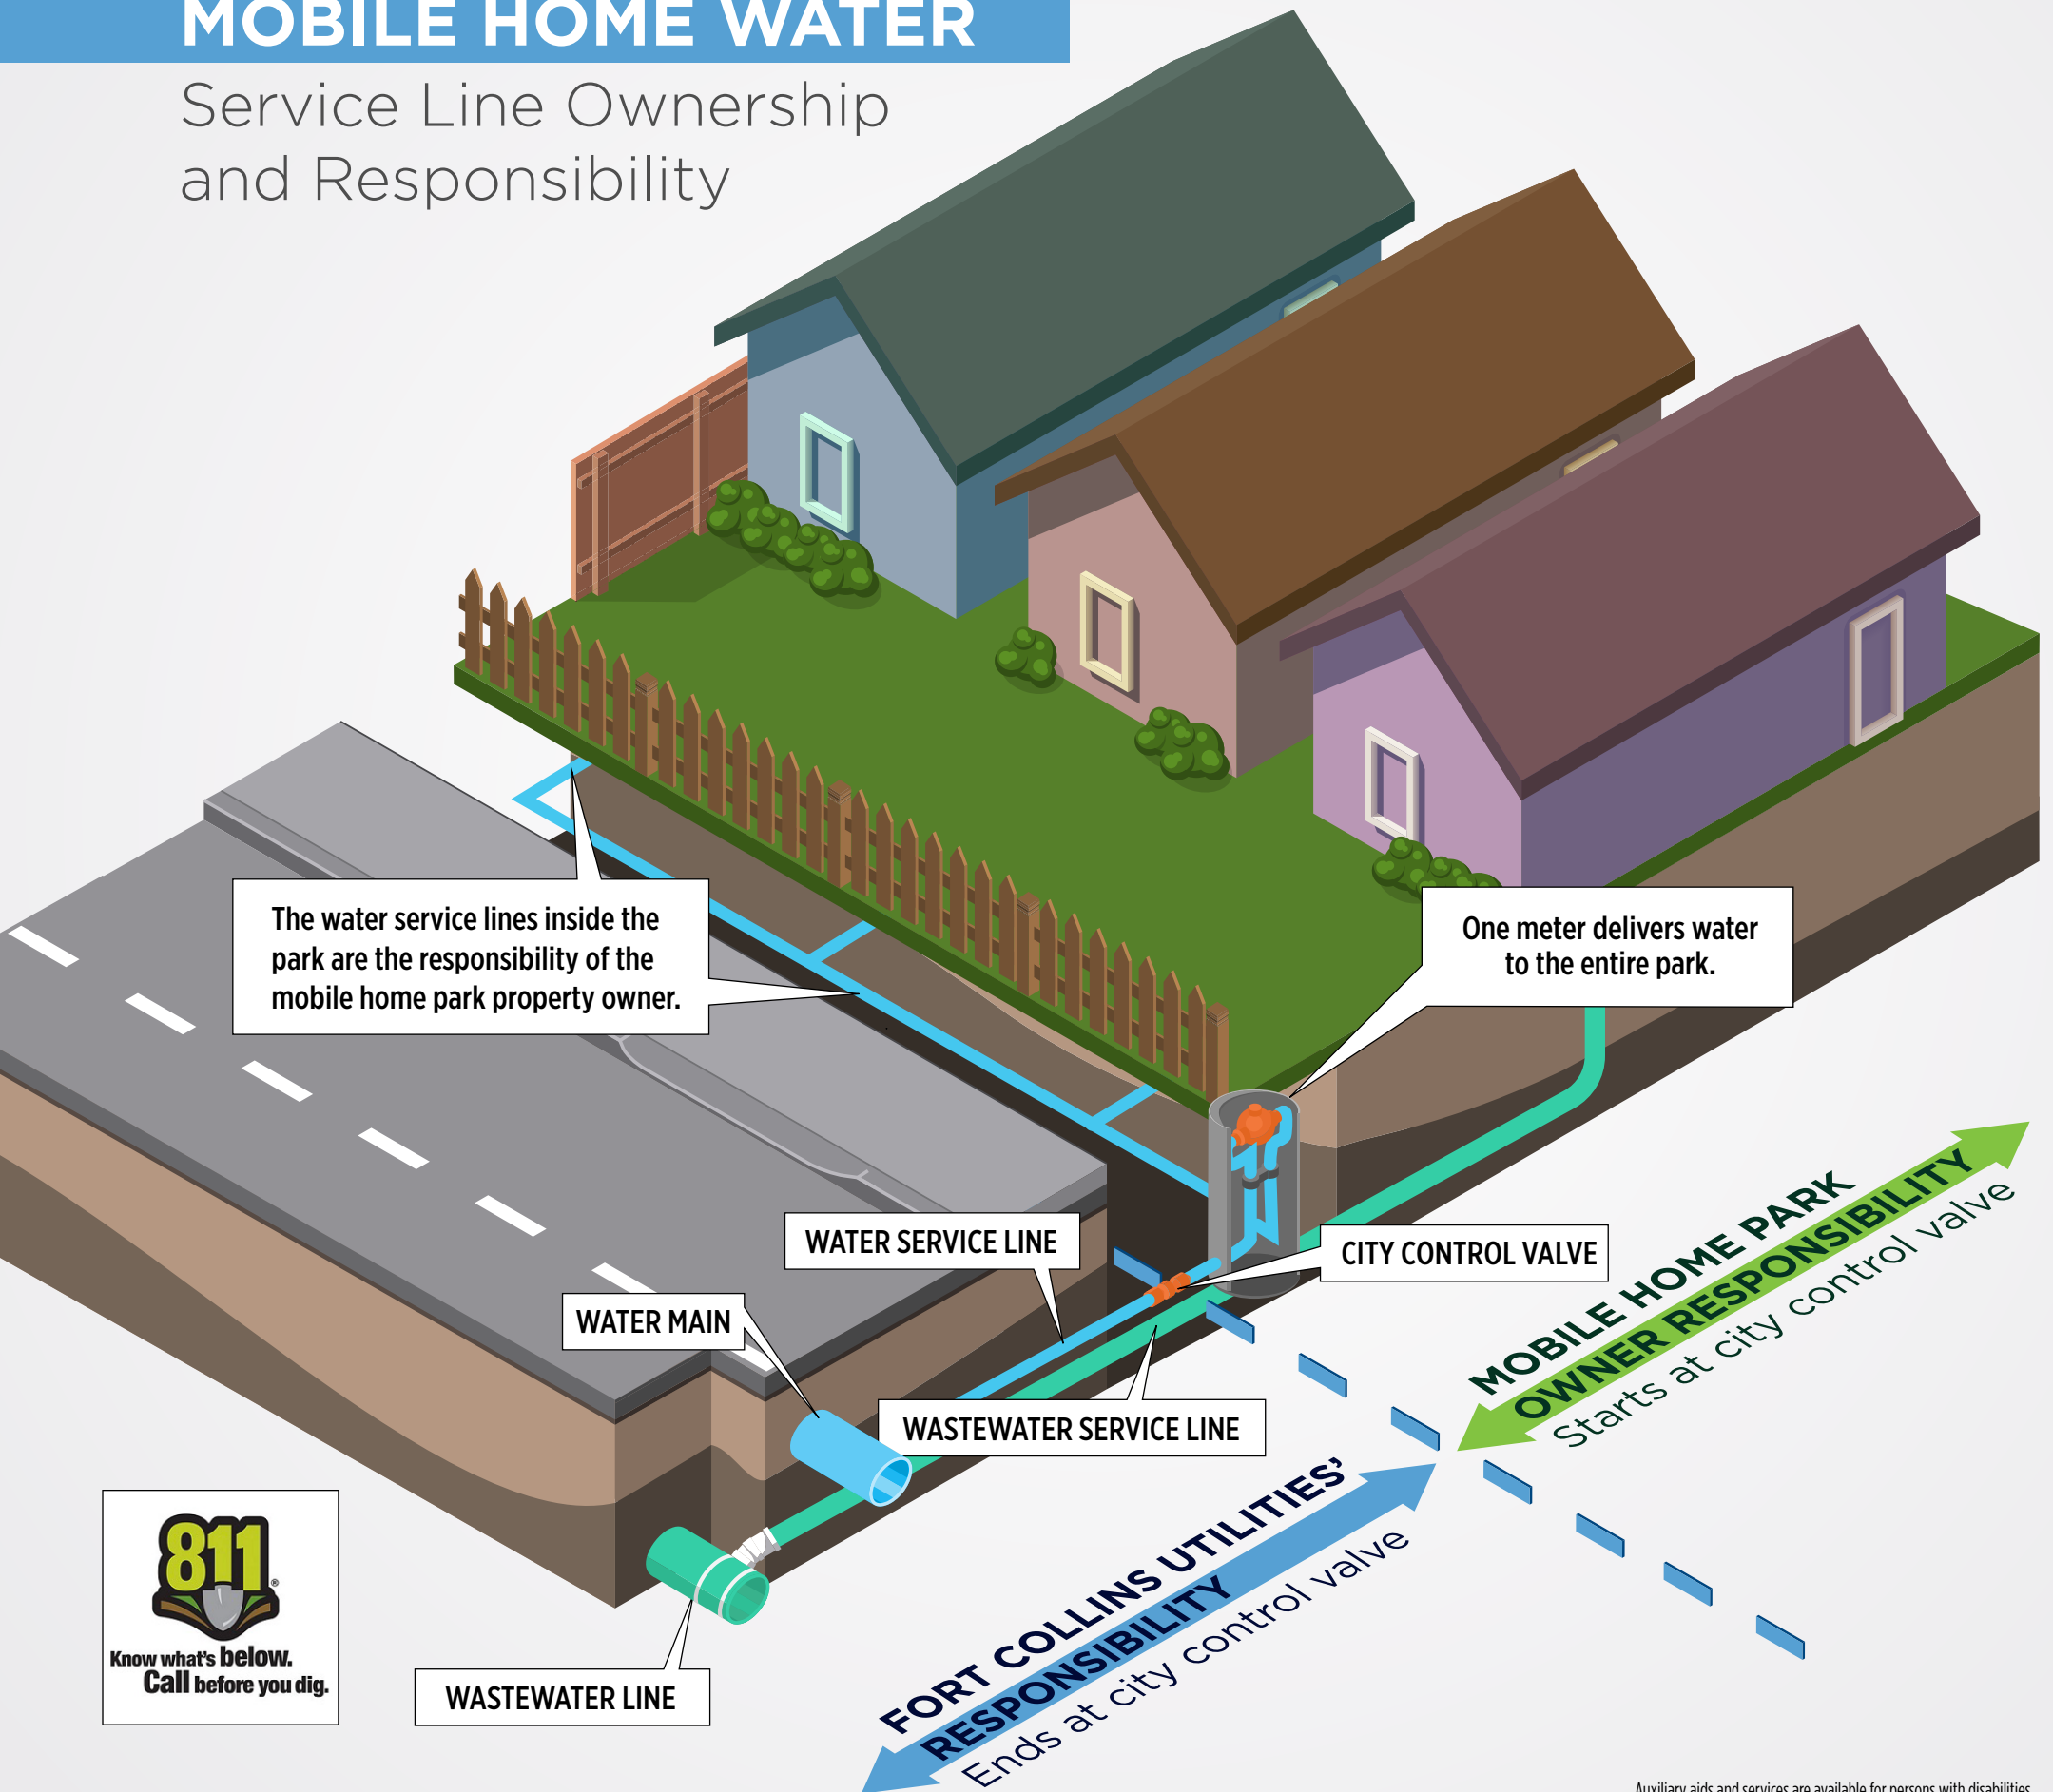 MOBILE HOME WATER
Service Line Ownership
and Responsibility
The water service lines inside the
park are the responsibility of the
mobile home park property owner.
One meter delivers water
to the entire park.
WATER SERVICE LINE
CITY CONTROL VALVE
WATER MAIN
WASTEWATER SERVICE LINE
MOBILE HOME PARK
OWNER RESPONSIBILITY
Starts at city control valve
FORT COLLINS UTILITIES'
RESPONSIBILITY
Ends at city control valve
811
®
Know what's below.
Call before you dig.
WASTEWATER LINE
Auxiliary aids and services are available for persons with disabilities.